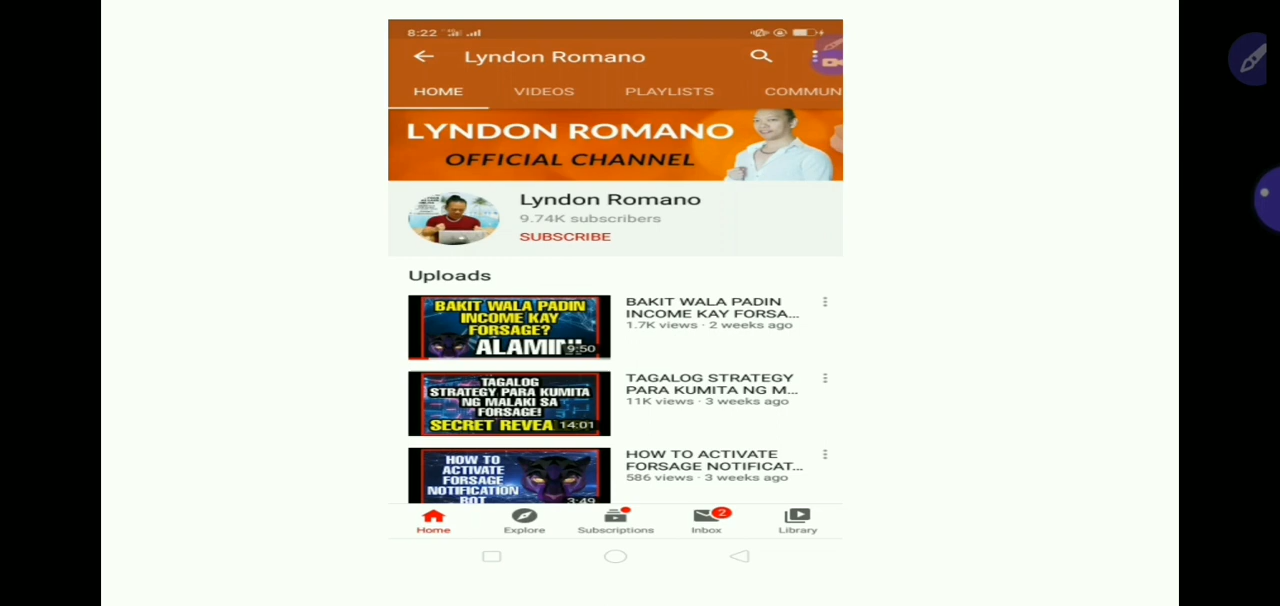 8:22
Lyndon Romano
HOME VIDEOS PLAYLISTS COMMUN
LYNDON ROMANO
OFFICIAL CHANNEL
Lyndon Romano
9.74K subscribers
SUBSCRIBE
Uploads
BAKIT WALA PADIN
INCOME KAY
FORSAGE?
9:50
BAKIT WALA PADIN
INCOME KAY FORSA...
1.7K views · 2 weeks ago
TAGALOG
STRATEGY PARA KUMITA
NG MALAKI SA
FORSAGE!
SECRET REVEA 14:01
TAGALOG STRATEGY
PARA KUMITA NG M...
11K views · 3 weeks ago
HOW TO
ACTIVATE
FORSAGE
NOTIFICATION
BOT
3:49
HOW TO ACTIVATE
FORSAGE NOTIFICAT...
586 views · 3 weeks ago
2
Home Explore Subscriptions Inbox Library